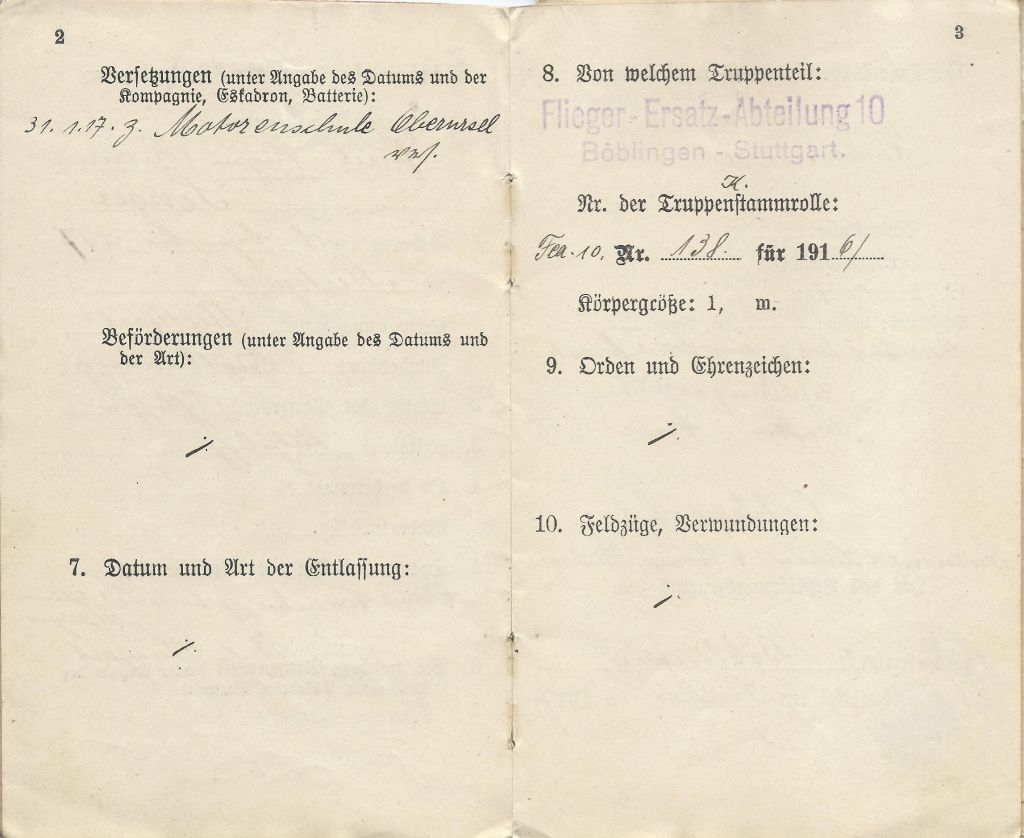 2
Versetzungen (unter Angabe des Datums und der
Kompagnie, Eskadron, Batterie):
31.1.17. z. Motorenschule Oberursel
vers.
Beförderungen (unter Angabe des Datums und
der Art):
./.
7. Datum und Art der Entlassung:
./.
3
8. Von welchem Truppenteil:
Flieger-Ersatz-Abteilung 10
Böblingen - Stuttgart.
K.
Nr. der Truppenstammrolle:
Fea. 10. Nr. 138. für 1916/
Körpergröße: 1, m.
9. Orden und Ehrenzeichen:
./.
10. Feldzüge, Verwundungen:
./.